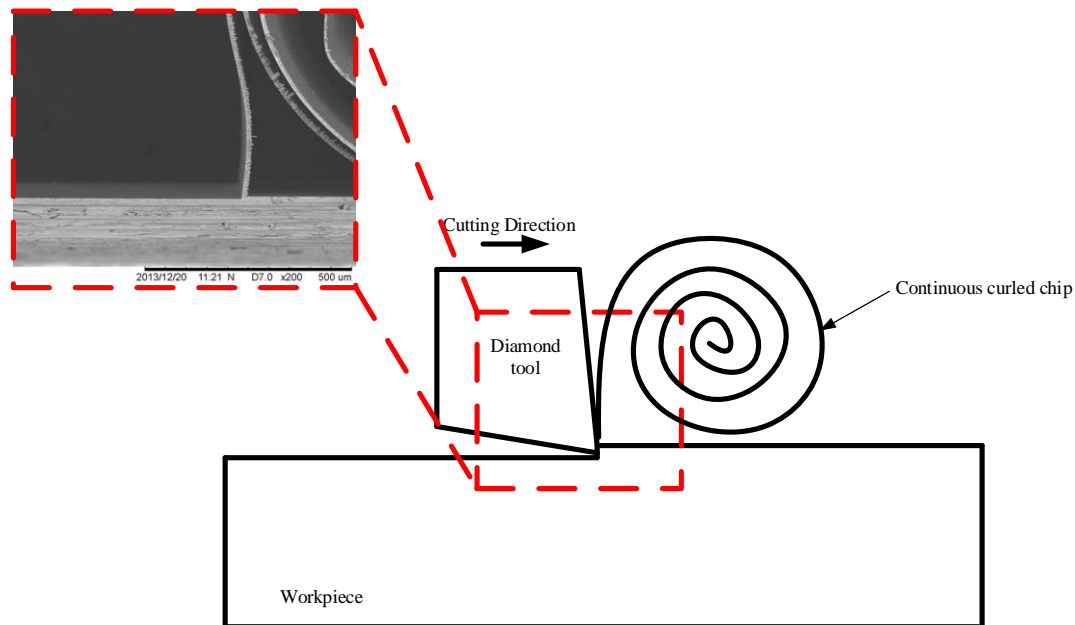 2013/12/20 11:21 N D7.0 x200 500 um
Cutting Direction
Continuous curled chip
Diamond
tool
Workpiece